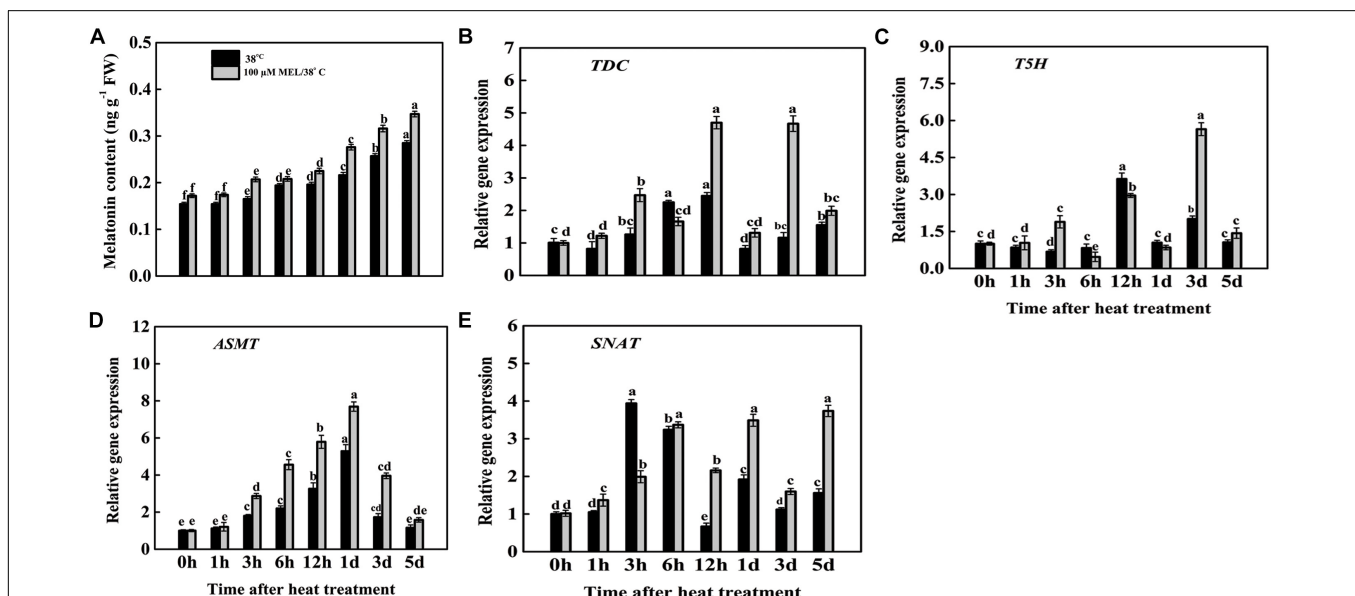 A
38°C
100 μM MEL/38° C
Melatonin content (ng g-1 FW)
0.5
0.4
0.3
0.2
0.1
0.0
f f f f e e d e d d c c b b a a
B
TDC
Relative gene expression
7
6
5
4
3
2
1
0
c d d cd bc b a cd a a d cd bc a b bc
C
T5H
Relative gene expression
9.0
7.5
6.0
4.5
3.0
1.5
0.0
c d c c d c c e a b c d b a c c
0h 1h 3h 6h 12h 1d 3d 5d
Time after heat treatment
D
ASMT
Relative gene expression
12
10
8
6
4
2
0
e e e e c d c c b b a a cd cd e de
0h 1h 3h 6h 12h 1d 3d 5d
Time after heat treatment
E
SNAT
Relative gene expression
6
5
4
3
2
1
0
d d d c a b b a e b c a d c c a
0h 1h 3h 6h 12h 1d 3d 5d
Time after heat treatment